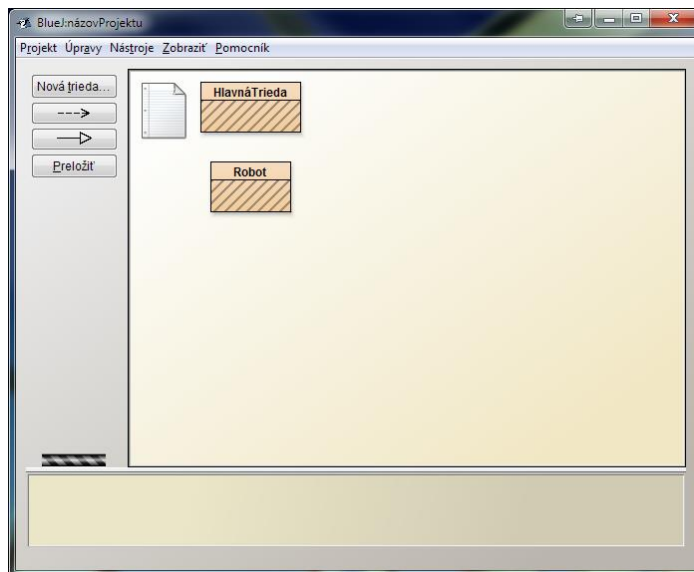 BlueJ:názovProjektu
Projekt Úpravy Nástroje Zobraziť Pomocník
Nová trieda...
HlavnáTrieda
Preložiť
Robot